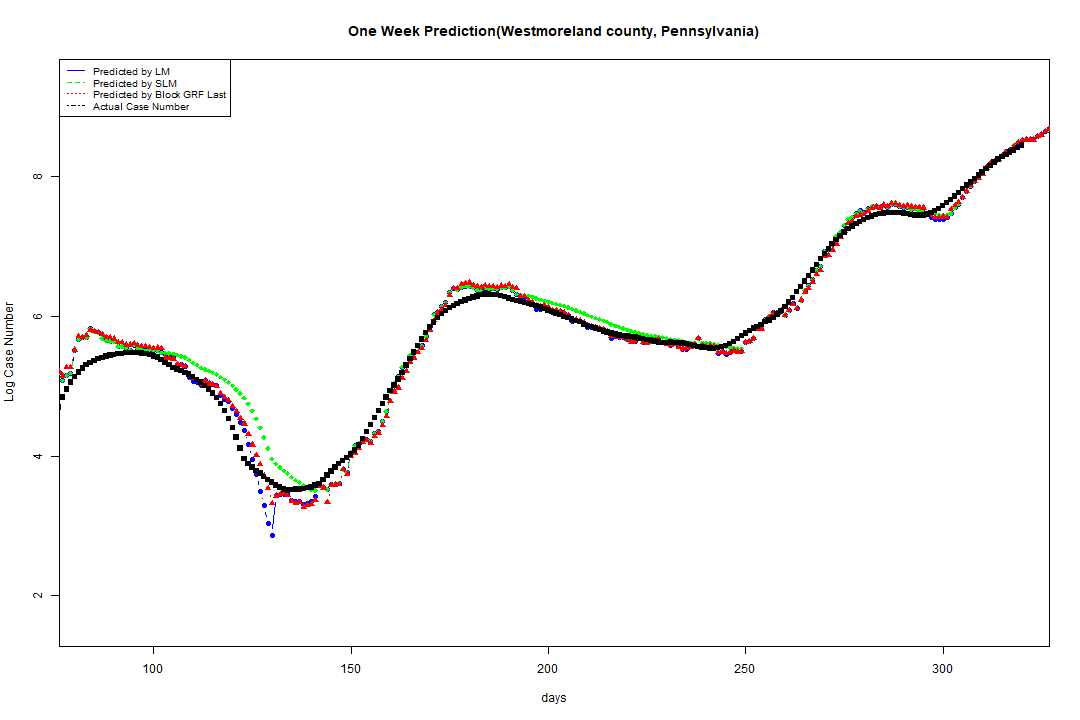 One Week Prediction(Westmoreland county, Pennsylvania)
Predicted by LM
Predicted by SLM
Predicted by Block GRF Last
Actual Case Number
Log Case Number
8
6
4
2
100 150 200 250 300
days